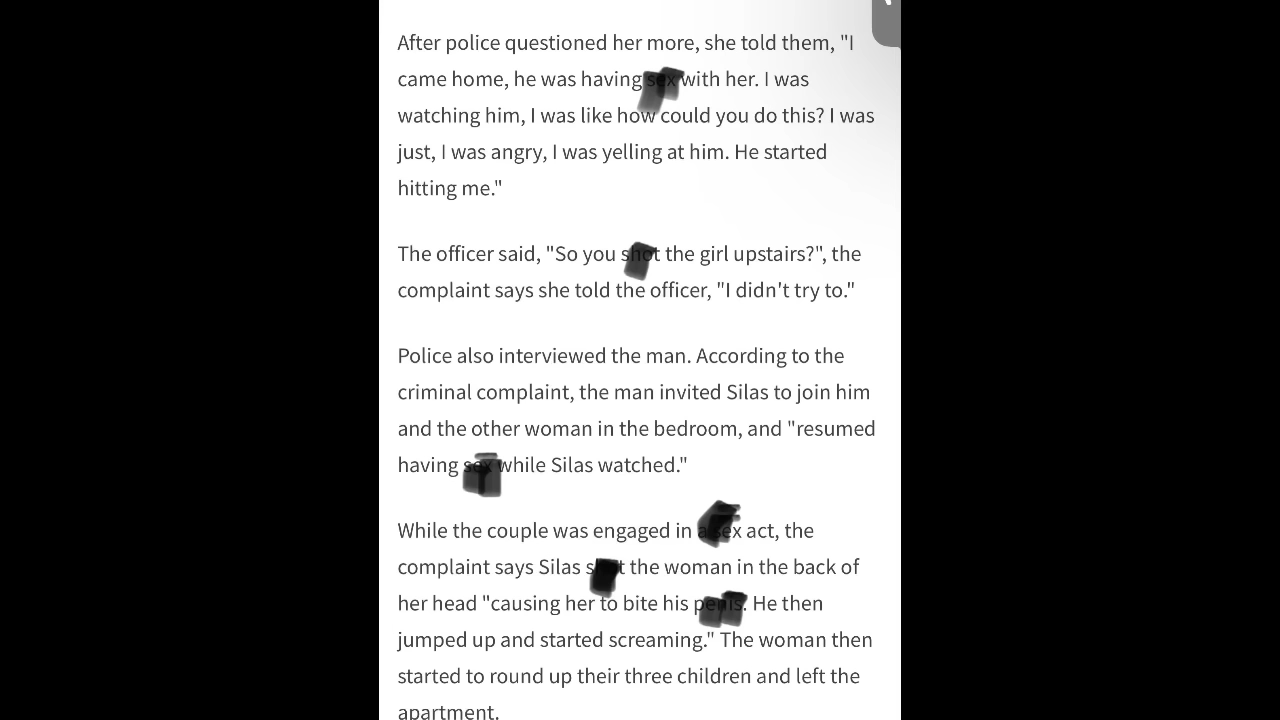 After police questioned her more, she told them, "I
came home, he was having sex with her. I was
watching him, I was like how could you do this? I was
just, I was angry, I was yelling at him. He started
hitting me."
The officer said, "So you shot the girl upstairs?", the
complaint says she told the officer, "I didn't try to."
Police also interviewed the man. According to the
criminal complaint, the man invited Silas to join him
and the other woman in the bedroom, and "resumed
having sex while Silas watched."
While the couple was engaged in a sex act, the
complaint says Silas shot the woman in the back of
her head "causing her to bite his penis. He then
jumped up and started screaming." The woman then
started to round up their three children and left the
apartment.